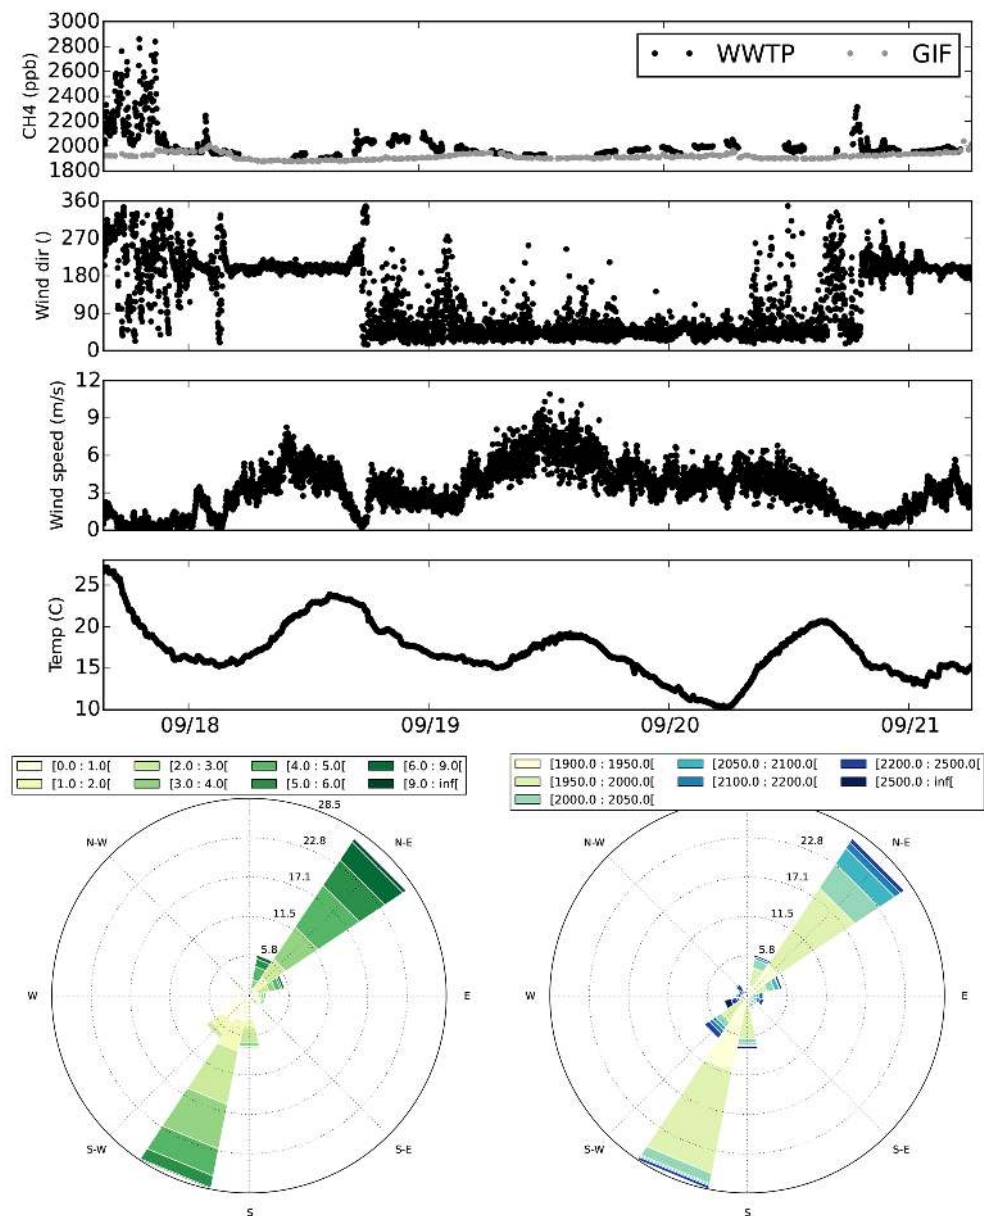 3000
2800
2600
2400
2200
2000
1800
CH4 (ppb)
WWTP GIF
360
270
180
90
0
Wind dir ()
12
9
6
3
0
Wind speed (m/s)
25
20
15
10
Temp (C)
09/18 09/19 09/20 09/21
[0.0 : 1.0[ [2.0 : 3.0[ [4.0 : 5.0[ [6.0 : 9.0[
[1.0 : 2.0[ [3.0 : 4.0[ [5.0 : 6.0[ [9.0 : inf[
[1900.0 : 1950.0[ [2050.0 : 2100.0[ [2200.0 : 2500.0[
[1950.0 : 2000.0[ [2100.0 : 2200.0[ [2500.0 : inf[
[2000.0 : 2050.0[
28.5
22.8
17.1
11.5
5.8
N-W
N-E
W
E
S-W
S-E
S
22.8
17.1
11.5
5.8
N-W
N-E
W
E
S-W
S-E
S